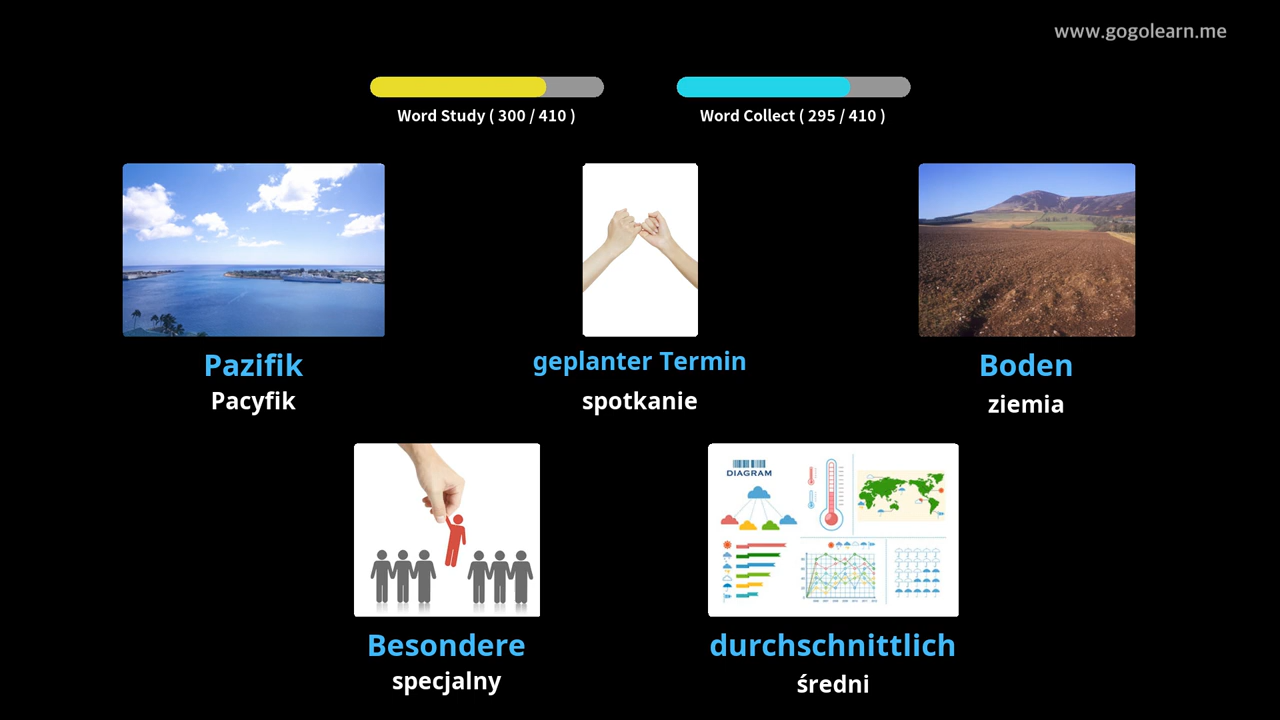 www.gogolearn.me
Word Study ( 300 / 410 )
Word Collect ( 295 / 410 )
Pazifik
Pacyfik
geplanter Termin
spotkanie
Boden
ziemia
DIAGRAM
Besondere
specjalny
durchschnittlich
średni